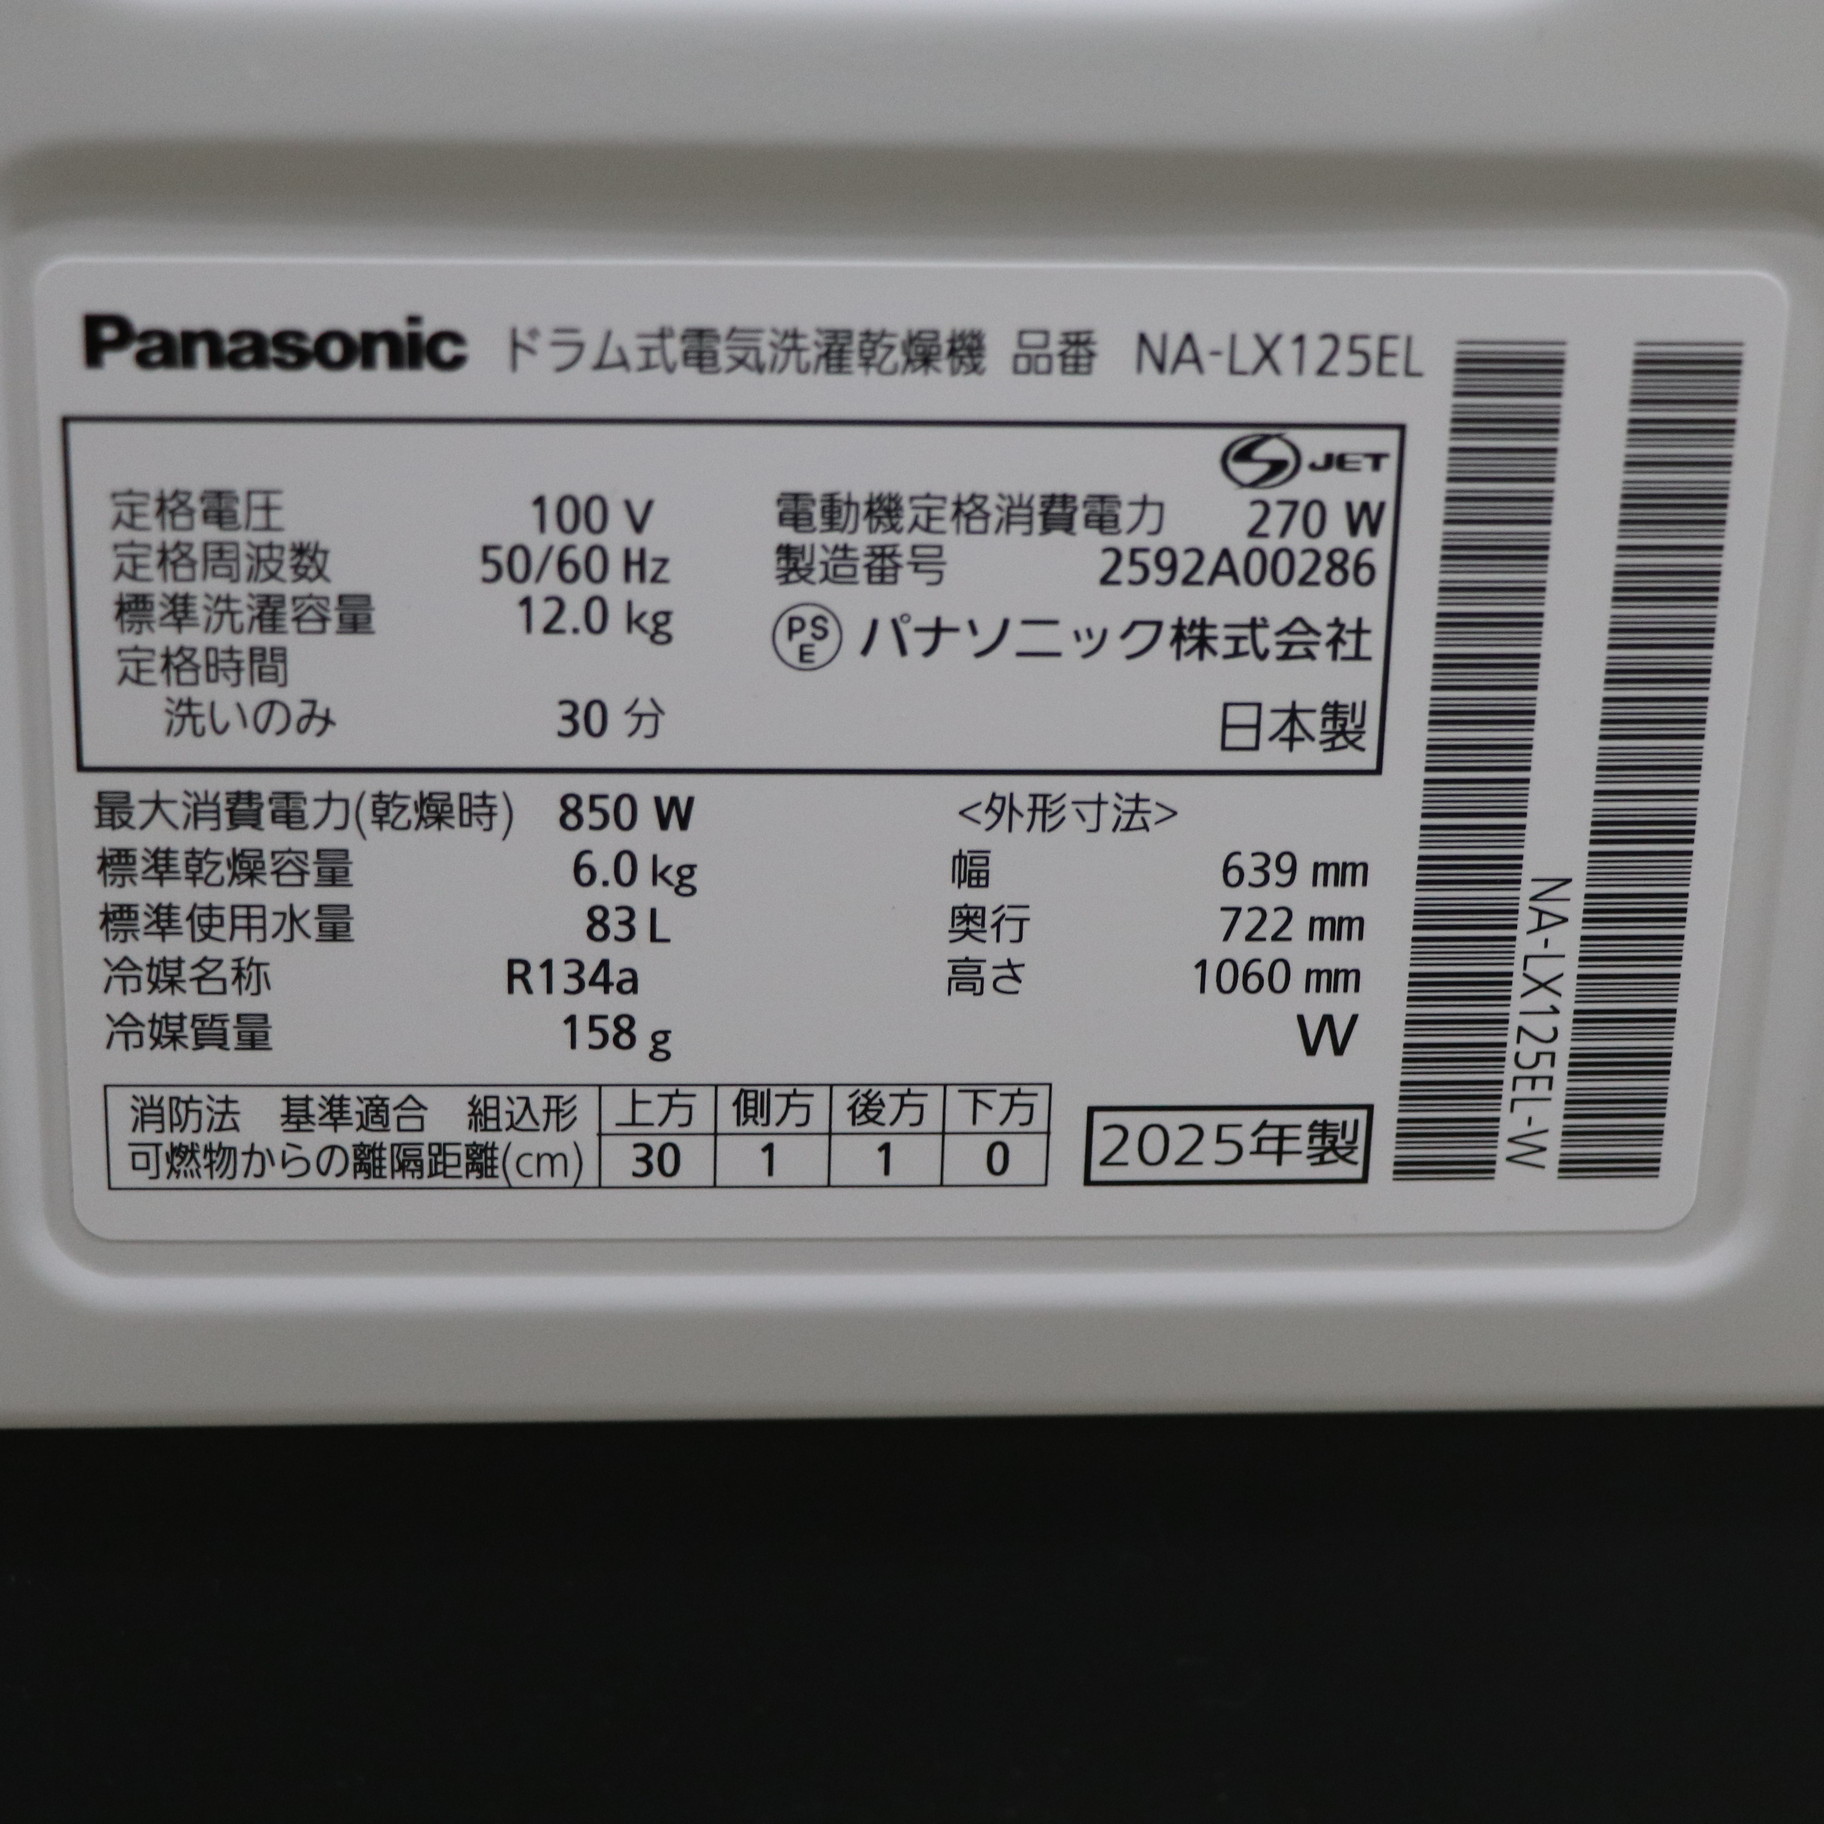 Panasonic ドラム式電気洗濯乾燥機 品番 NA-LX125EL
S JET
定格電圧 100 V 電動機定格消費電力 270 W
定格周波数 50/60 Hz 製造番号 2592A00286
標準洗濯容量 12.0 kg PSE パナソニック株式会社
定格時間
洗いのみ 30 分 日本製
最大消費電力(乾燥時) 850 W <外形寸法>
標準乾燥容量 6.0 kg 幅 639 mm
標準使用水量 83 L 奥行 722 mm
冷媒名称 R134a 高さ 1060 mm
冷媒質量 158 g W
消防法 基準適合 組込形 上方 側方 後方 下方
可燃物からの離隔距離(cm) 30 1 1 0
2025年製
NA-LX125EL-W